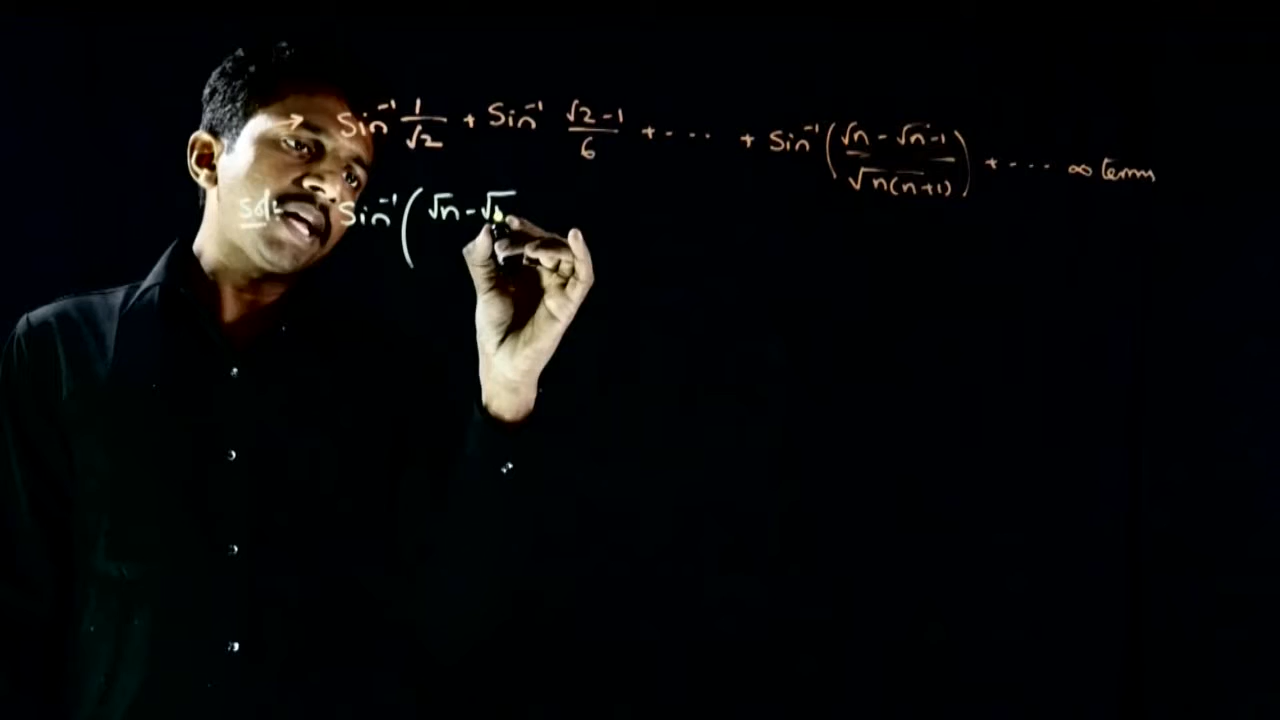 → Sin⁻¹ 1/√2 + Sin⁻¹ (√2-1)/6 + ··· + Sin⁻¹((√n - √n-1)/√n(n+1)) + ··· ∞ terms
Sol:- Sin⁻¹(√n - √